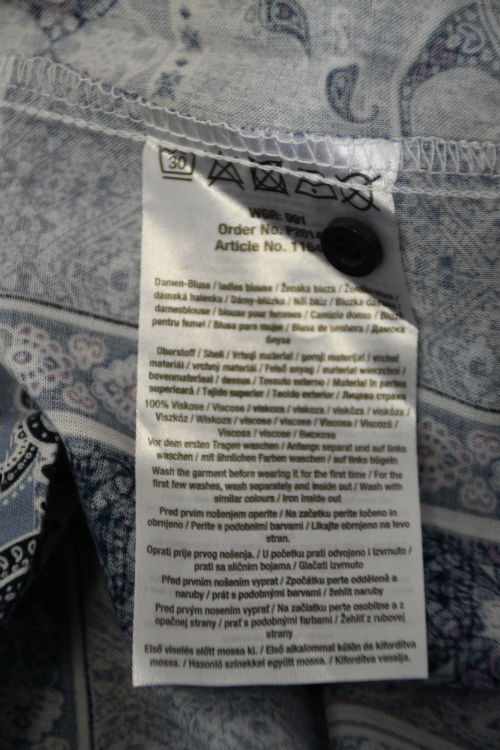 30
WGR: 991
Order No. P2014
Article No. 1164
Damen-Bluse / ladies blouse / Ženska bluza /
dámská halenka / Dámy-blúzka / Női blúz / Bluzka
damesblouse / blouse pour femmes / Camicia donna /
pentru femei / Blusa para mujer / Blusa de senhora / Дамска
блуза
Oberstoff / Shell / Vrhnji material / gornji materijal / vrchní
materiál / vrchný materiál / Felső anyag / materiał wierzchni /
bovenmateriaal / dessus / Tessuto esterno / Material în partea
superioară / Tejido superior / Tecido exterior / Лицева страна
100% Viskose / Viscose / viskoza / viskoza / viskóza / viskóza /
Viszkóz / Wiskoza / viscose / viscose / Viscosa / Viscoză /
Viscosa / viscose / Вискоза
Vor dem ersten Tragen waschen / Anfangs separat und auf links
waschen / mit ähnlichen Farben waschen / auf links bügeln
Wash the garment before wearing it for the first time / For the
first few washes, wash separately and inside out / Wash with
similar colours / Iron inside out
Pred prvim nošenjem operite / Na začetku perite ločeno in
obrnjeno / Perite s podobnimi barvami / Likajte obrnjeno na levo
stran.
Oprati prije prvog nošenja. / U početku prati odvojeno i izvrnuto /
prati sa sličnim bojama / Glačati izvrnuto
Před prvním nošením vyprat / Zpočátku perte odděleně a
naruby / prát s podobnými barvami / žehlit naruby
Pred prvým nosením vyprať / Na začiatku perte osobitne a z
opačnej strany / prať s podobnými farbami / Žehliť z rubovej
strany
Első viselés előtt mossa ki. / Első alkalommal külön és kifordítva
mossa. / Hasonló színekkel együtt mossa. / Kifordítva vasalja.